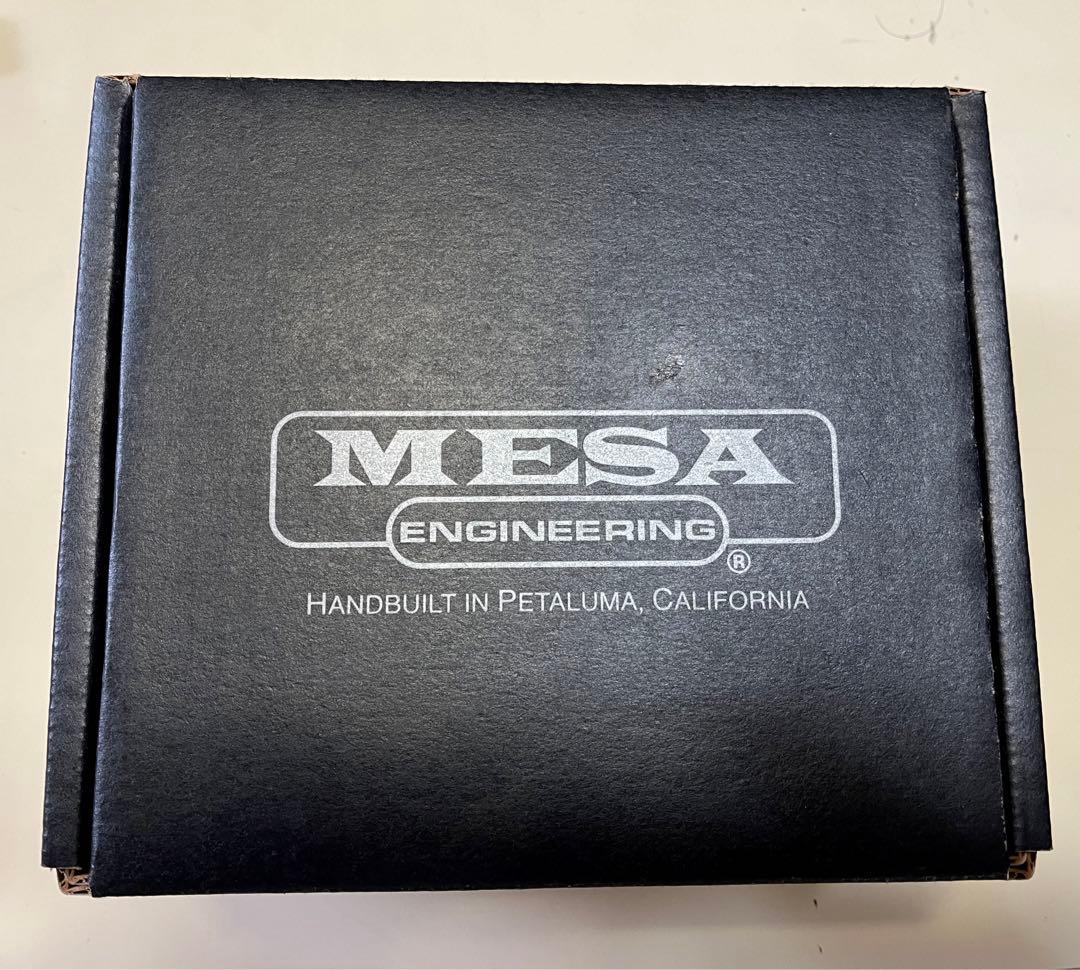 MESA
ENGINEERING
®
HANDBUILT IN PETALUMA, CALIFORNIA